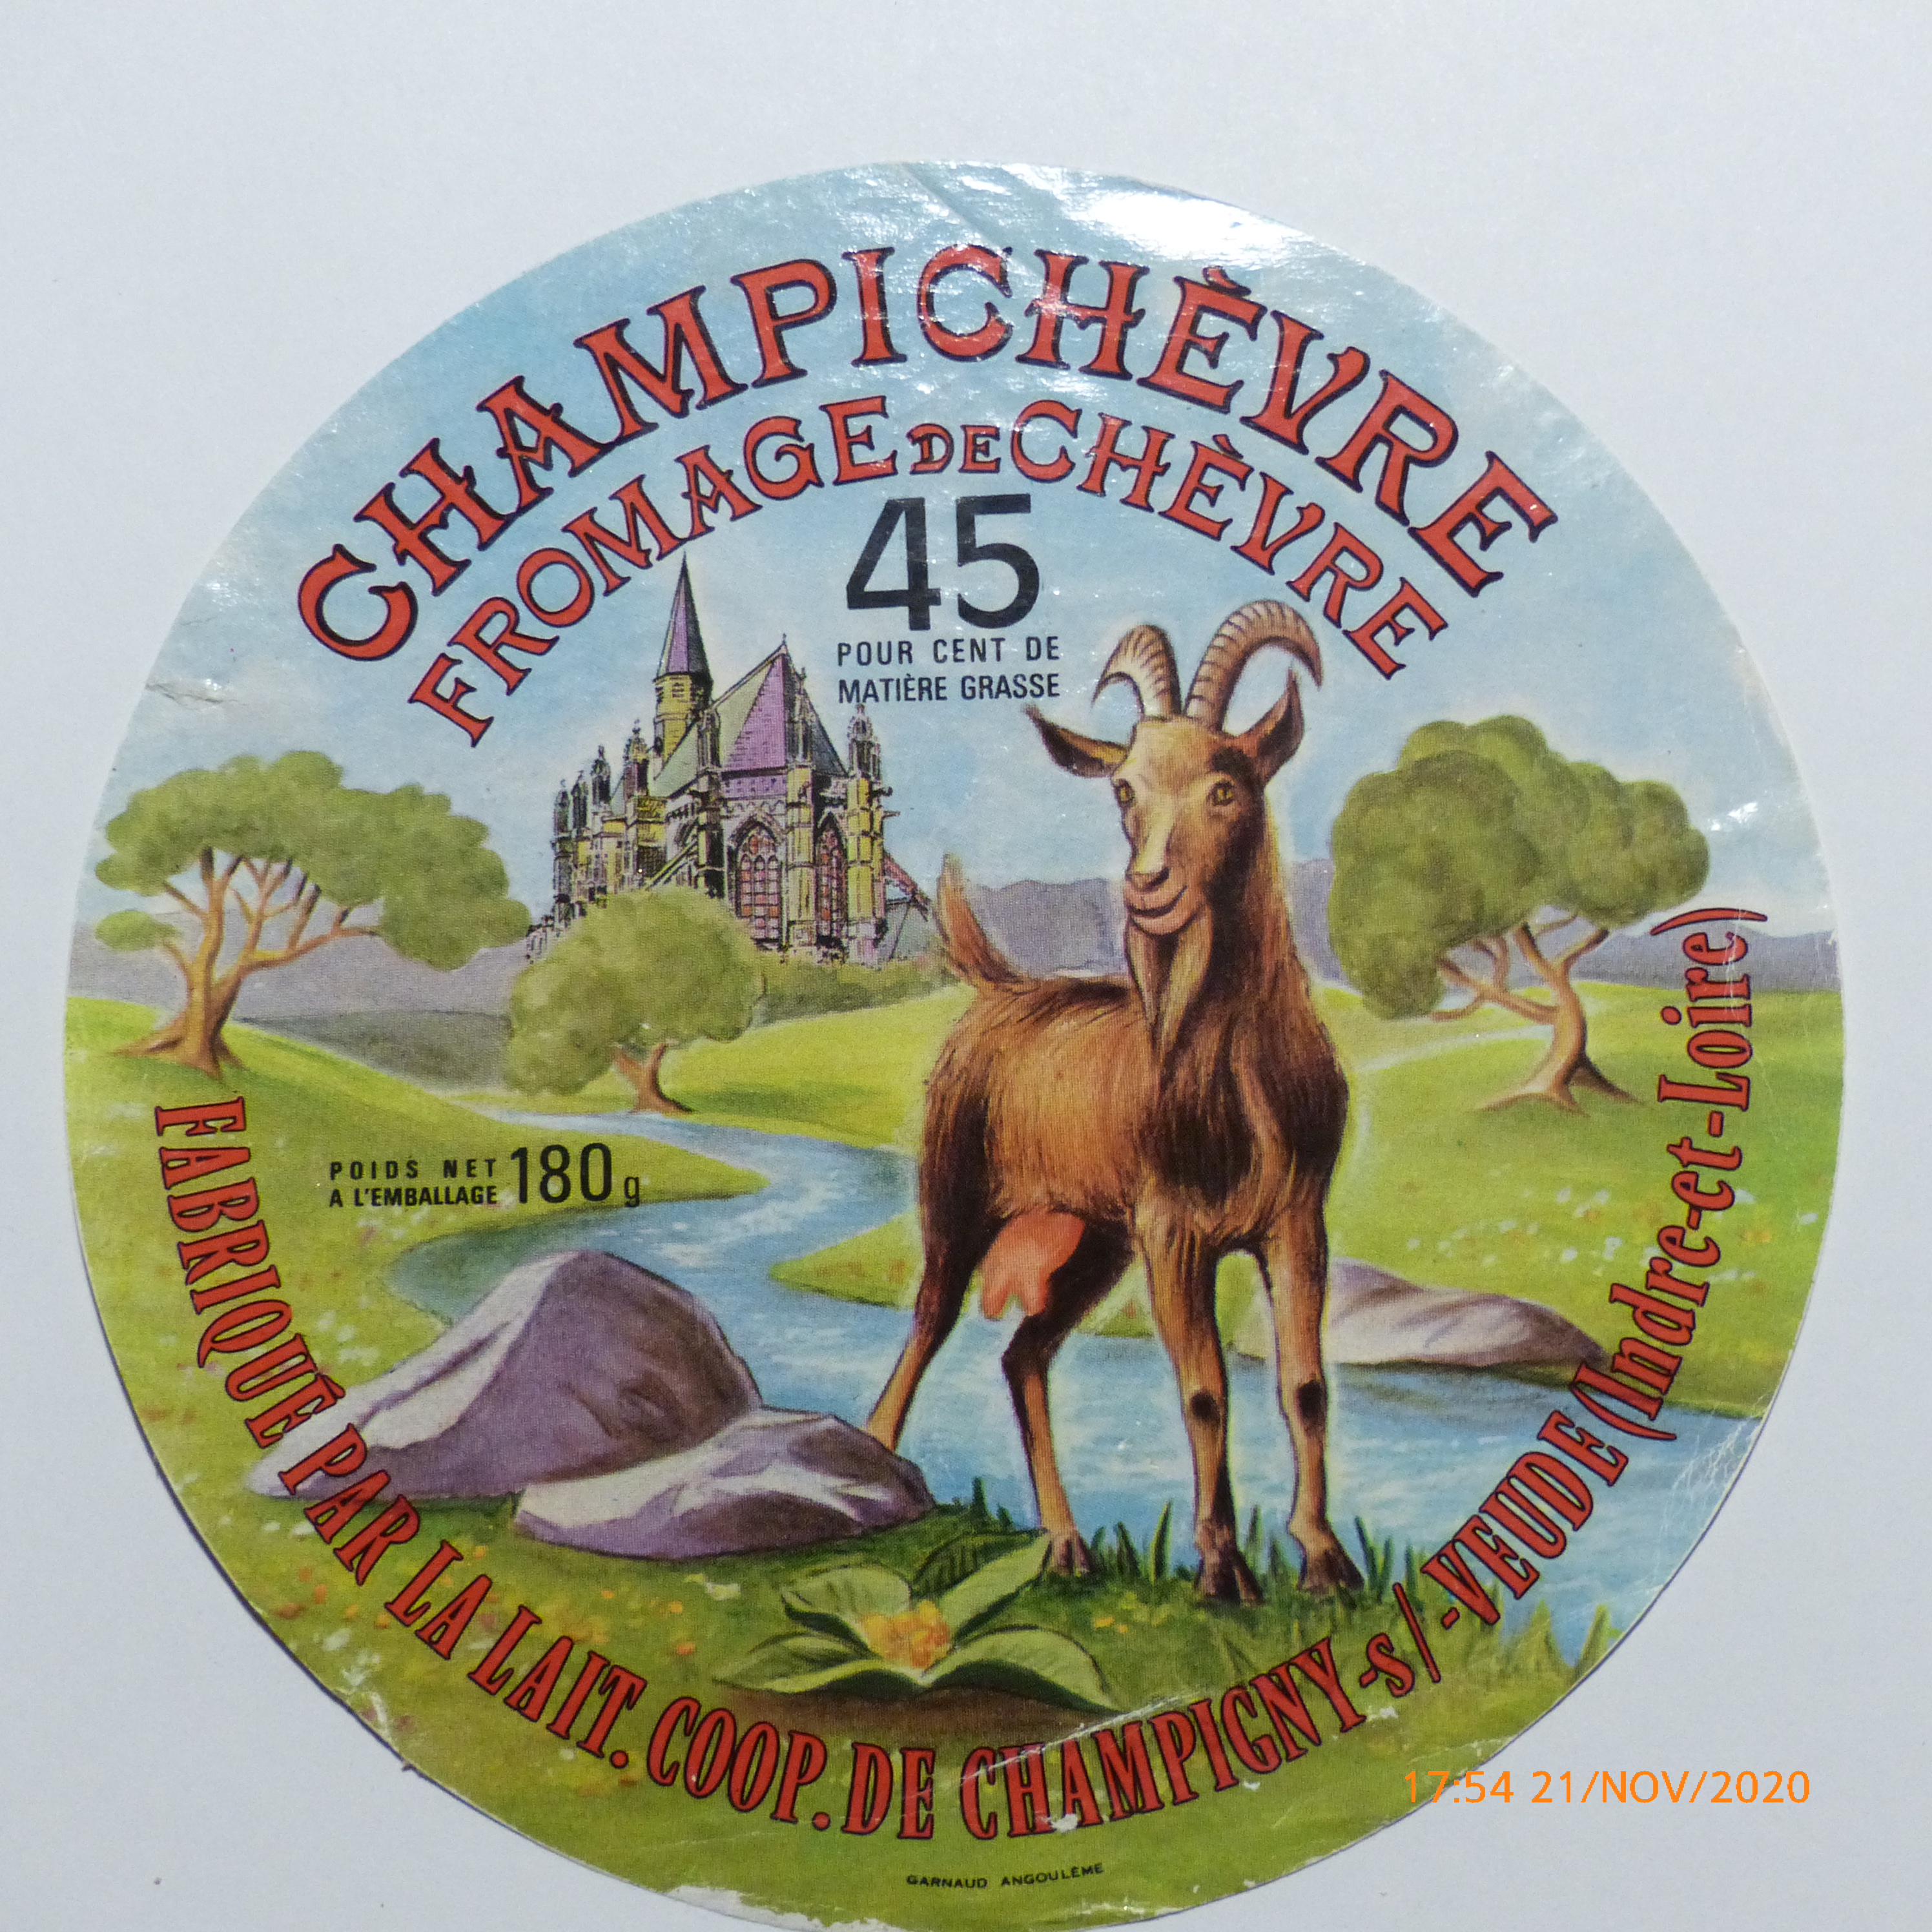 CHAMPICHÈVRE
FROMAGE DE CHÈVRE
45
POUR CENT DE
MATIÈRE GRASSE
POIDS NET
A L'EMBALLAGE 180 g
FABRIQUÉ PAR LA LAIT. COOP. DE CHAMPIGNY-s/-VEUDE (Indre-et-Loire)
GARNAUD ANGOULÊME
17:54 21/NOV/2020